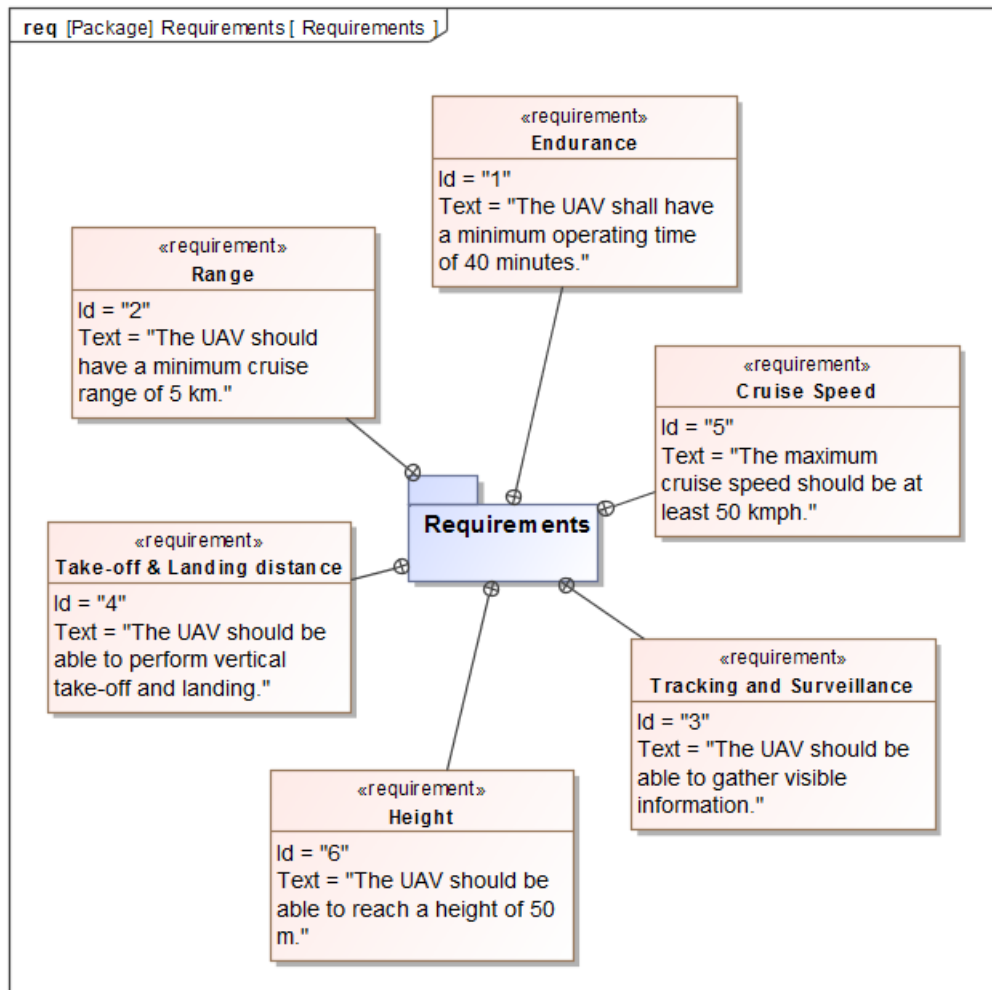 req [Package] Requirements [ Requirements ]
«requirement»
Endurance
Id = "1"
Text = "The UAV shall have
a minimum operating time
of 40 minutes."
«requirement»
Range
Id = "2"
Text = "The UAV should
have a minimum cruise
range of 5 km."
«requirement»
Cruise Speed
Id = "5"
Text = "The maximum
cruise speed should be at
least 50 kmph."
Requirements
«requirement»
Take-off & Landing distance
Id = "4"
Text = "The UAV should be
able to perform vertical
take-off and landing."
«requirement»
Tracking and Surveillance
Id = "3"
Text = "The UAV should be
able to gather visible
information."
«requirement»
Height
Id = "6"
Text = "The UAV should be
able to reach a height of 50
m."